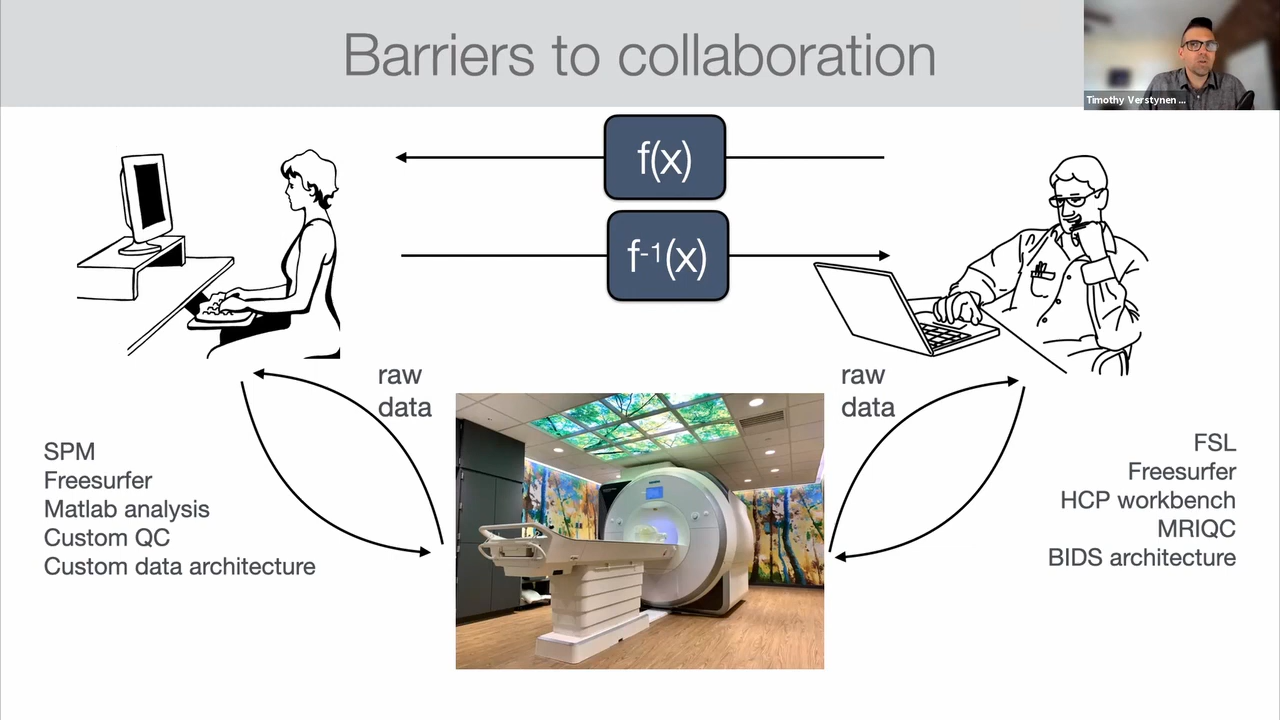 Barriers to collaboration
Timothy Verstynen ...
f(x)
f-1(x)
raw
data
raw
data
SPM
Freesurfer
Matlab analysis
Custom QC
Custom data architecture
FSL
Freesurfer
HCP workbench
MRIQC
BIDS architecture